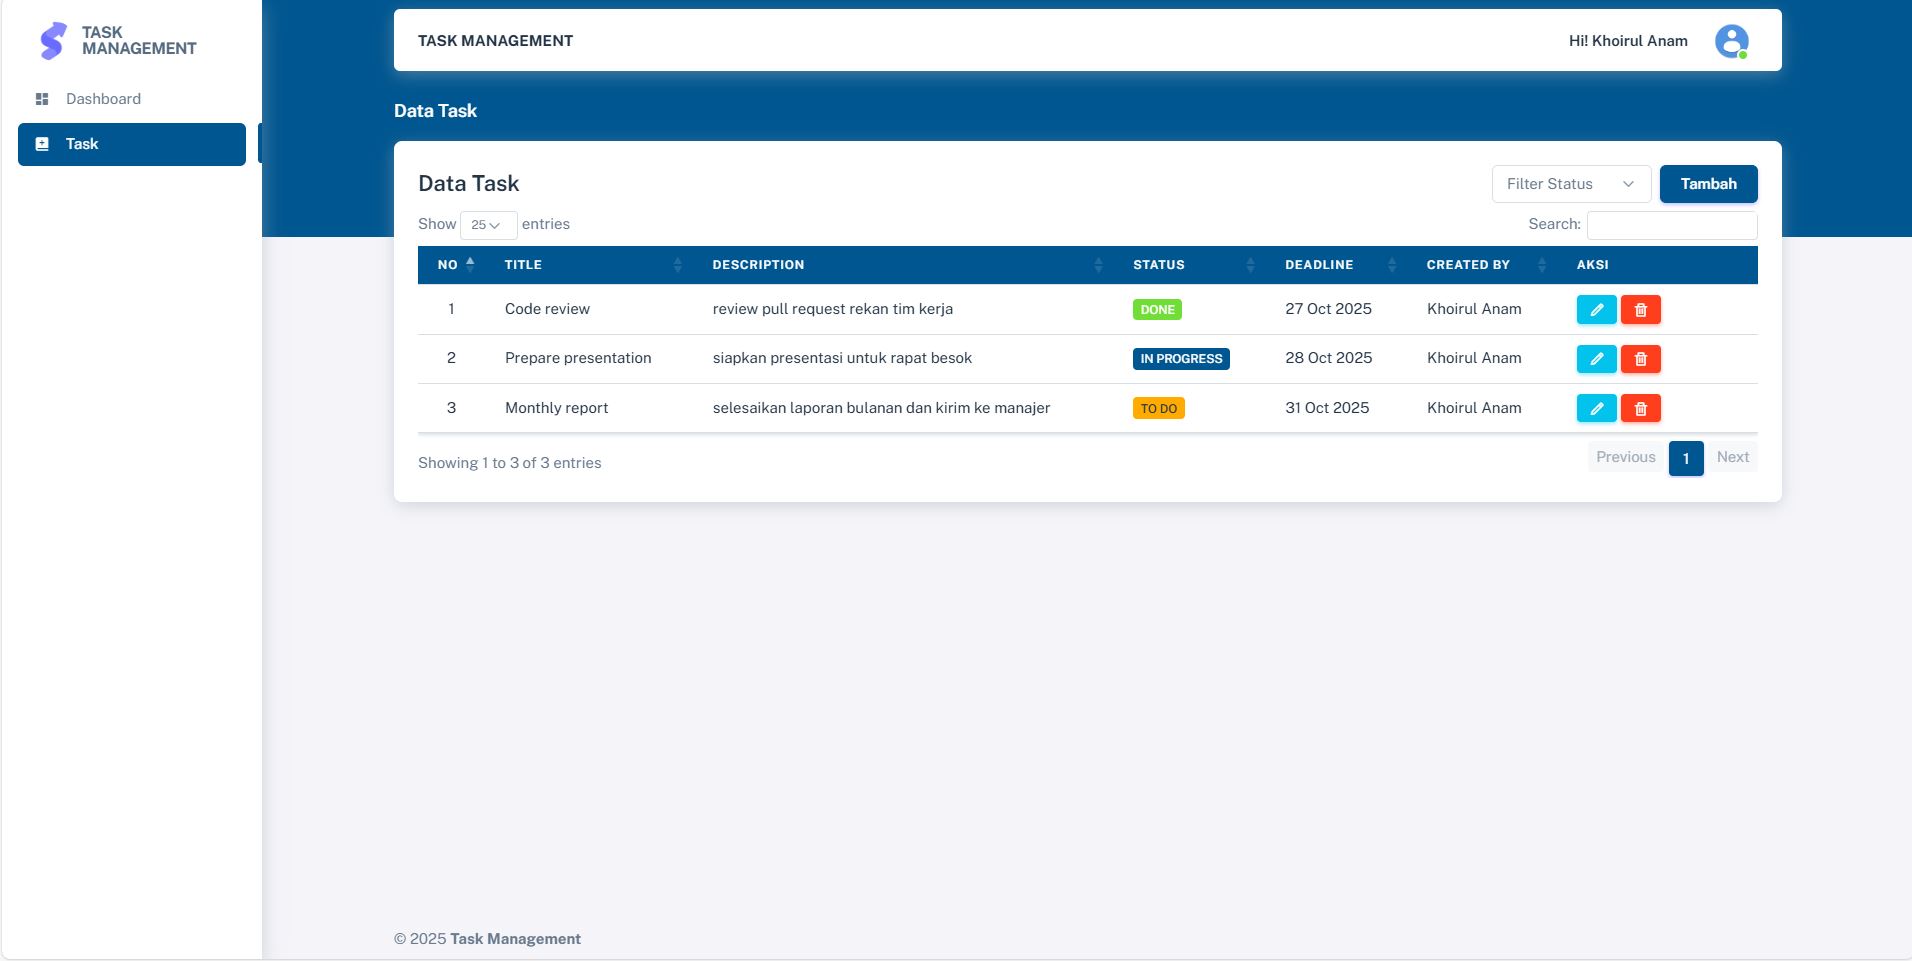 TASK
MANAGEMENT
Dashboard
Task
TASK MANAGEMENT
Hi! Khoirul Anam
Data Task
Data Task
Filter Status
Tambah
Show 25 entries
Search:
NO TITLE DESCRIPTION STATUS DEADLINE CREATED BY AKSI
1 Code review review pull request rekan tim kerja DONE 27 Oct 2025 Khoirul Anam
2 Prepare presentation siapkan presentasi untuk rapat besok IN PROGRESS 28 Oct 2025 Khoirul Anam
3 Monthly report selesaikan laporan bulanan dan kirim ke manajer TO DO 31 Oct 2025 Khoirul Anam
Showing 1 to 3 of 3 entries
Previous 1 Next
© 2025 Task Management